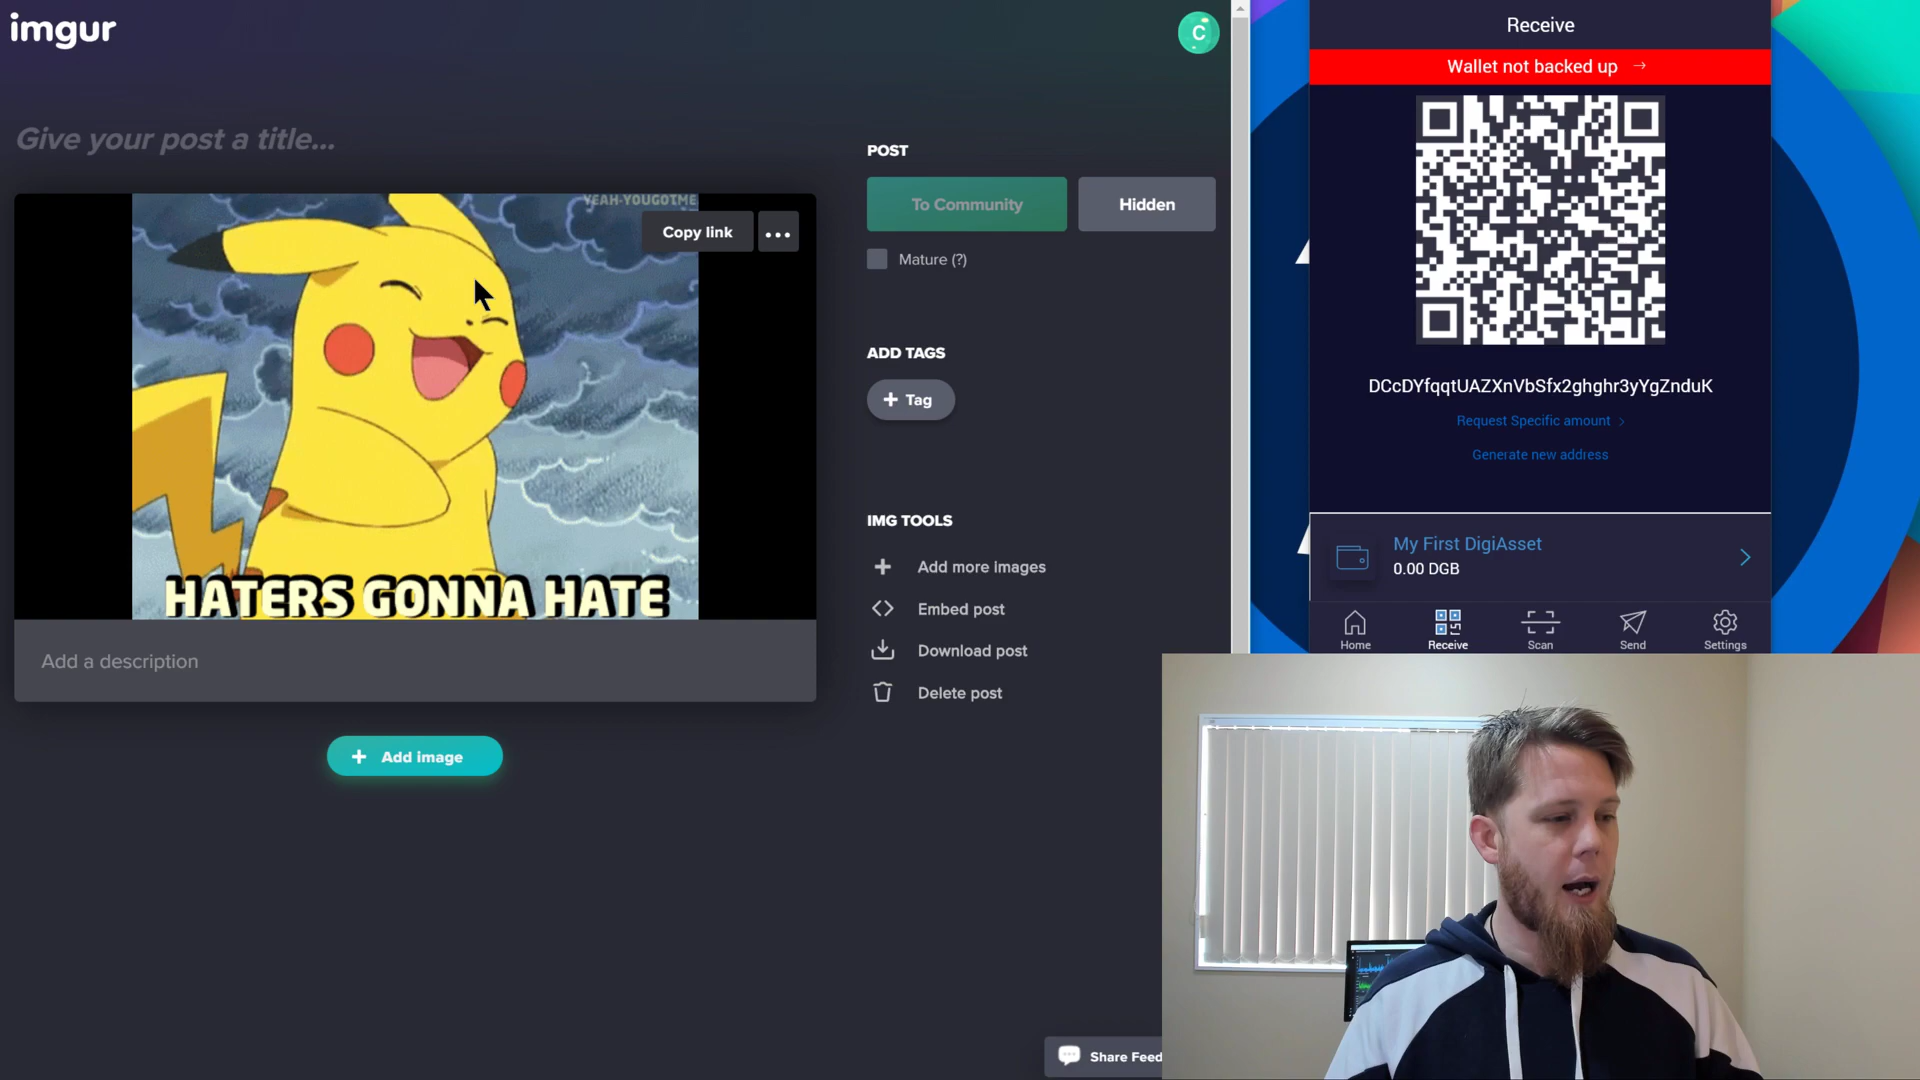 imgur
C
Give your post a title...
YEAH-YOUGOTME
Copy link
...
HATERS GONNA HATE
Add a description
+ Add image
POST
To Community
Hidden
Mature (?)
ADD TAGS
+ Tag
IMG TOOLS
Add more images
Embed post
Download post
Delete post
Share Feed
Receive
Wallet not backed up →
DCcDYfqqtUAZXnVbSfx2ghghr3yYgZnduK
Request Specific amount >
Generate new address
My First DigiAsset
0.00 DGB
Home
Receive
Scan
Send
Settings